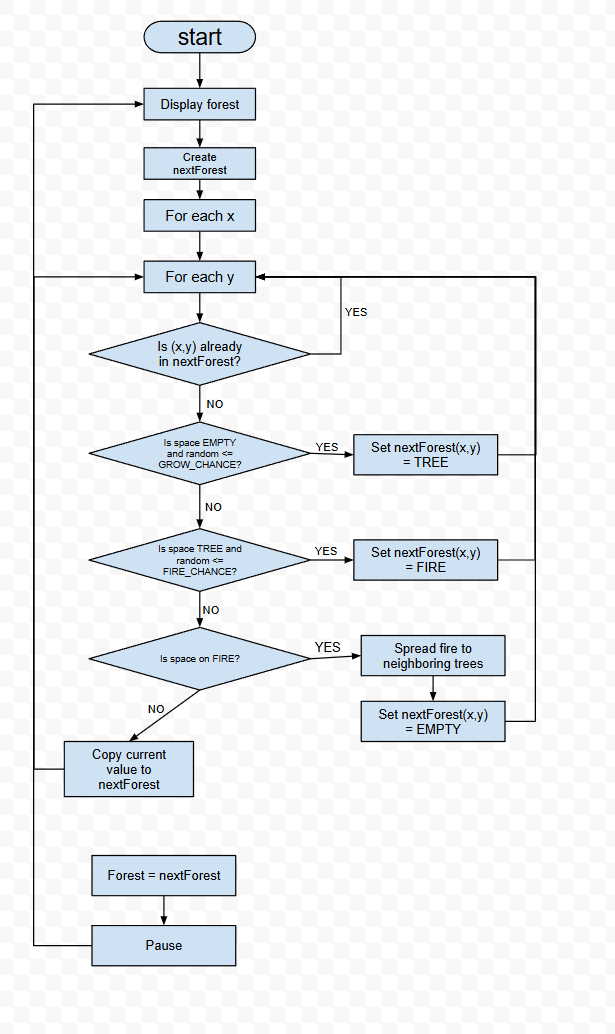 start
Display forest
Create
nextForest
For each x
For each y
YES
Is (x,y) already
in nextForest?
NO
Is space EMPTY
and random <=
GROW_CHANCE?
YES
Set nextForest(x,y)
= TREE
NO
Is space TREE and
random <=
FIRE_CHANCE?
YES
Set nextForest(x,y)
= FIRE
NO
Is space on FIRE?
YES
Spread fire to
neighboring trees
Set nextForest(x,y)
= EMPTY
NO
Copy current
value to
nextForest
Forest = nextForest
Pause